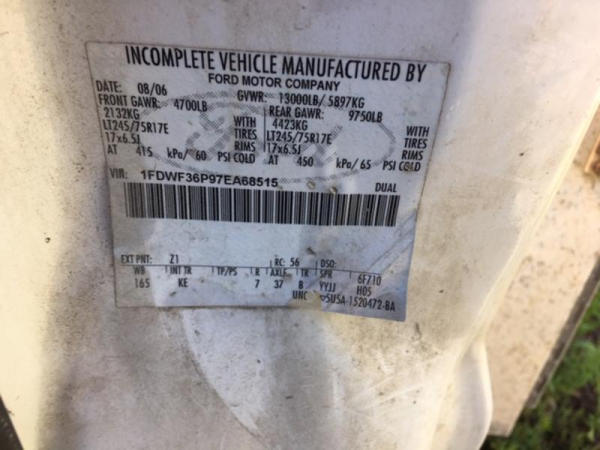 INCOMPLETE VEHICLE MANUFACTURED BY
FORD MOTOR COMPANY
DATE: 08/06 GVWR: 13000LB/ 5897KG
FRONT GAWR: 4700LB REAR GAWR: 9750LB
2132KG WITH 4423KG WITH
LT245/75R17E TIRES LT245/75R17E TIRES
17x6.5J RIMS 17x6.5J RIMS
AT 415 kPa/ 60 PSI COLD AT 450 kPa/ 65 PSI COLD
VIN: 1FDWF36P97EA68515 DUAL
EXT PNT: Z1 RC: 56 DSO:
WB INT TR TP/PS R AXLE TR SPR 6F710
165 KE 7 37 B YYJJ H05
UNC 5U5A-1520472-BA